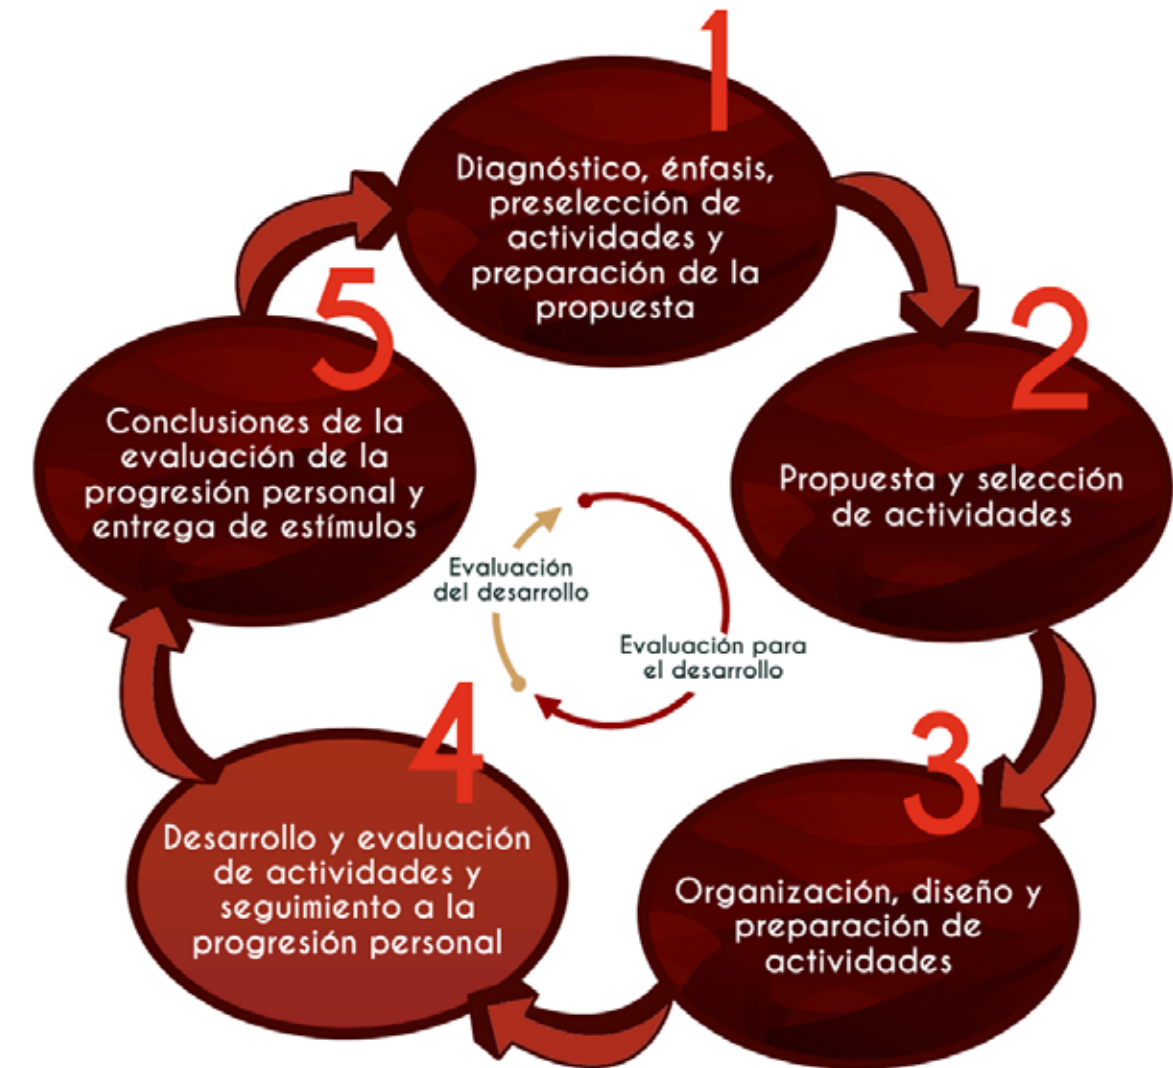 1
Diagnóstico, énfasis,
preselección de
actividades y
preparación de la
propuesta
2
Propuesta y selección
de actividades
3
Organización, diseño y
preparación de
actividades
4
Desarrollo y evaluación
de actividades y
seguimiento a la
progresión personal
5
Conclusiones de la
evaluación de la
progresión personal y
entrega de estímulos
Evaluación
del desarrollo
Evaluación para
el desarrollo